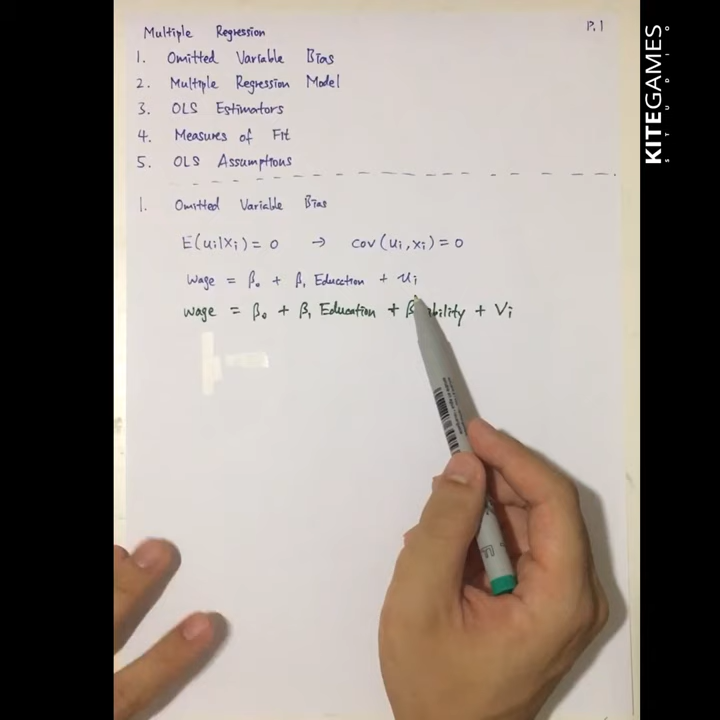 P.1
Multiple Regression
1. Omitted Variable Bias
2. Multiple Regression Model
3. OLS Estimators
4. Measures of Fit
5. OLS Assumptions
1. Omitted Variable Bias
E(ui|Xi) = 0 → cov(ui, xi) = 0
Wage = β₀ + β₁ Education + ui
Wage = β₀ + β₁ Education + β ability + Vi
KITEGAMES
STUDIO